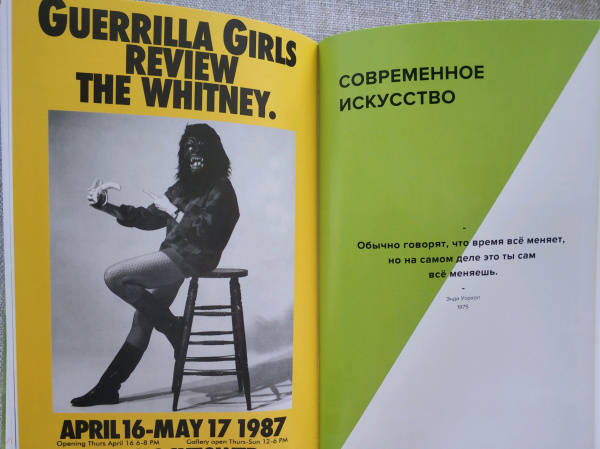 GUERRILLA GIRLS
REVIEW
THE WHITNEY.
APRIL 16-MAY 17 1987
Opening Thurs April 16 6-8 PM Gallery open Thurs-Sun 12-6 PM
СОВРЕМЕННОЕ
ИСКУССТВО
-
Обычно говорят, что время всё меняет,
но на самом деле это ты сам
всё меняешь.
-
Энди Уорхол
1975